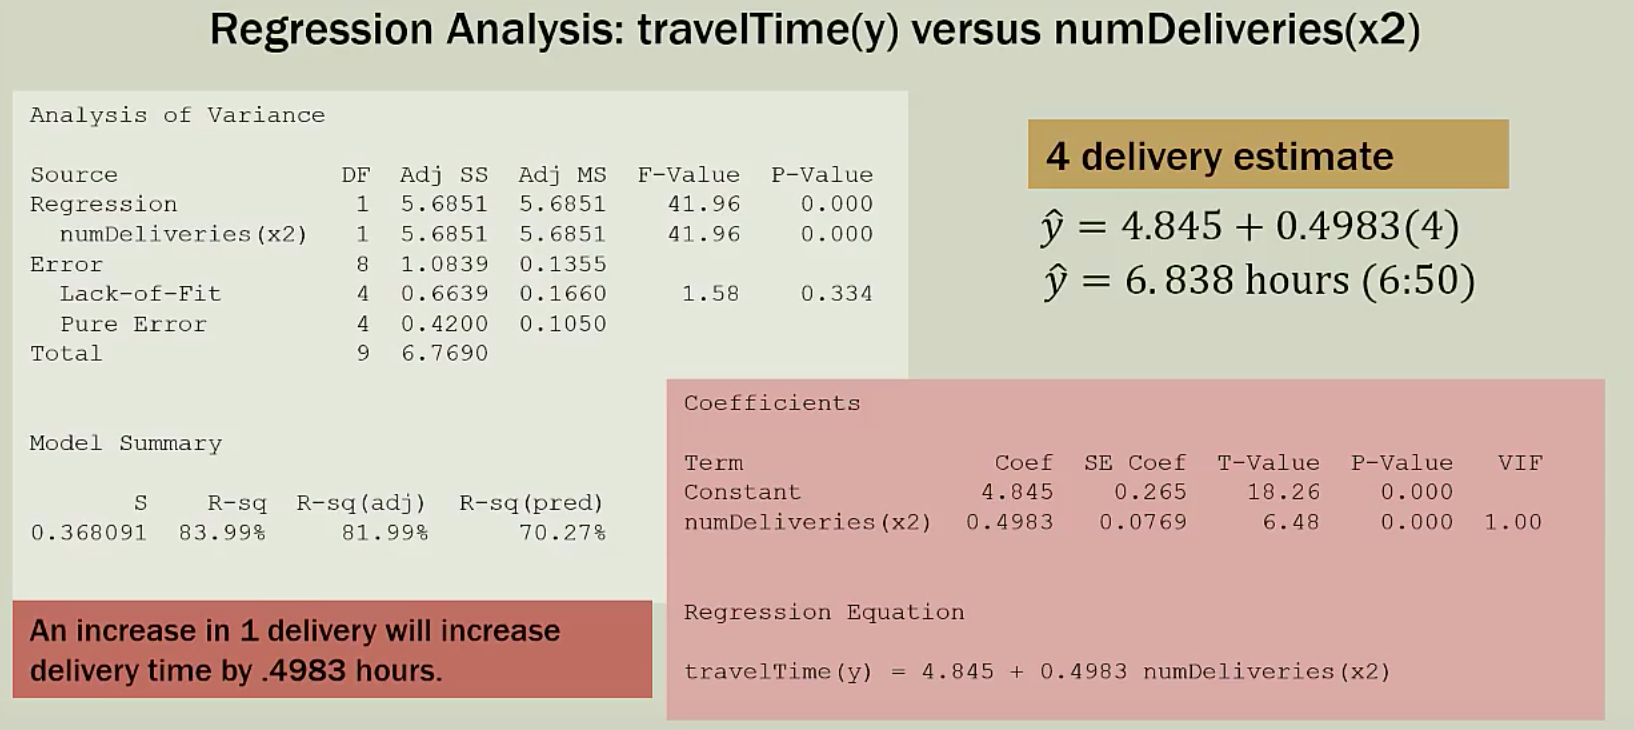 Regression Analysis: travelTime(y) versus numDeliveries(x2)
Analysis of Variance
Source DF Adj SS Adj MS F-Value P-Value
Regression 1 5.6851 5.6851 41.96 0.000
numDeliveries(x2) 1 5.6851 5.6851 41.96 0.000
Error 8 1.0839 0.1355
Lack-of-Fit 4 0.6639 0.1660 1.58 0.334
Pure Error 4 0.4200 0.1050
Total 9 6.7690
Model Summary
S R-sq R-sq(adj) R-sq(pred)
0.368091 83.99% 81.99% 70.27%
An increase in 1 delivery will increase
delivery time by .4983 hours.
4 delivery estimate
ŷ = 4.845 + 0.4983(4)
ŷ = 6.838 hours (6:50)
Coefficients
Term Coef SE Coef T-Value P-Value VIF
Constant 4.845 0.265 18.26 0.000
numDeliveries(x2) 0.4983 0.0769 6.48 0.000 1.00
Regression Equation
travelTime(y) = 4.845 + 0.4983 numDeliveries(x2)